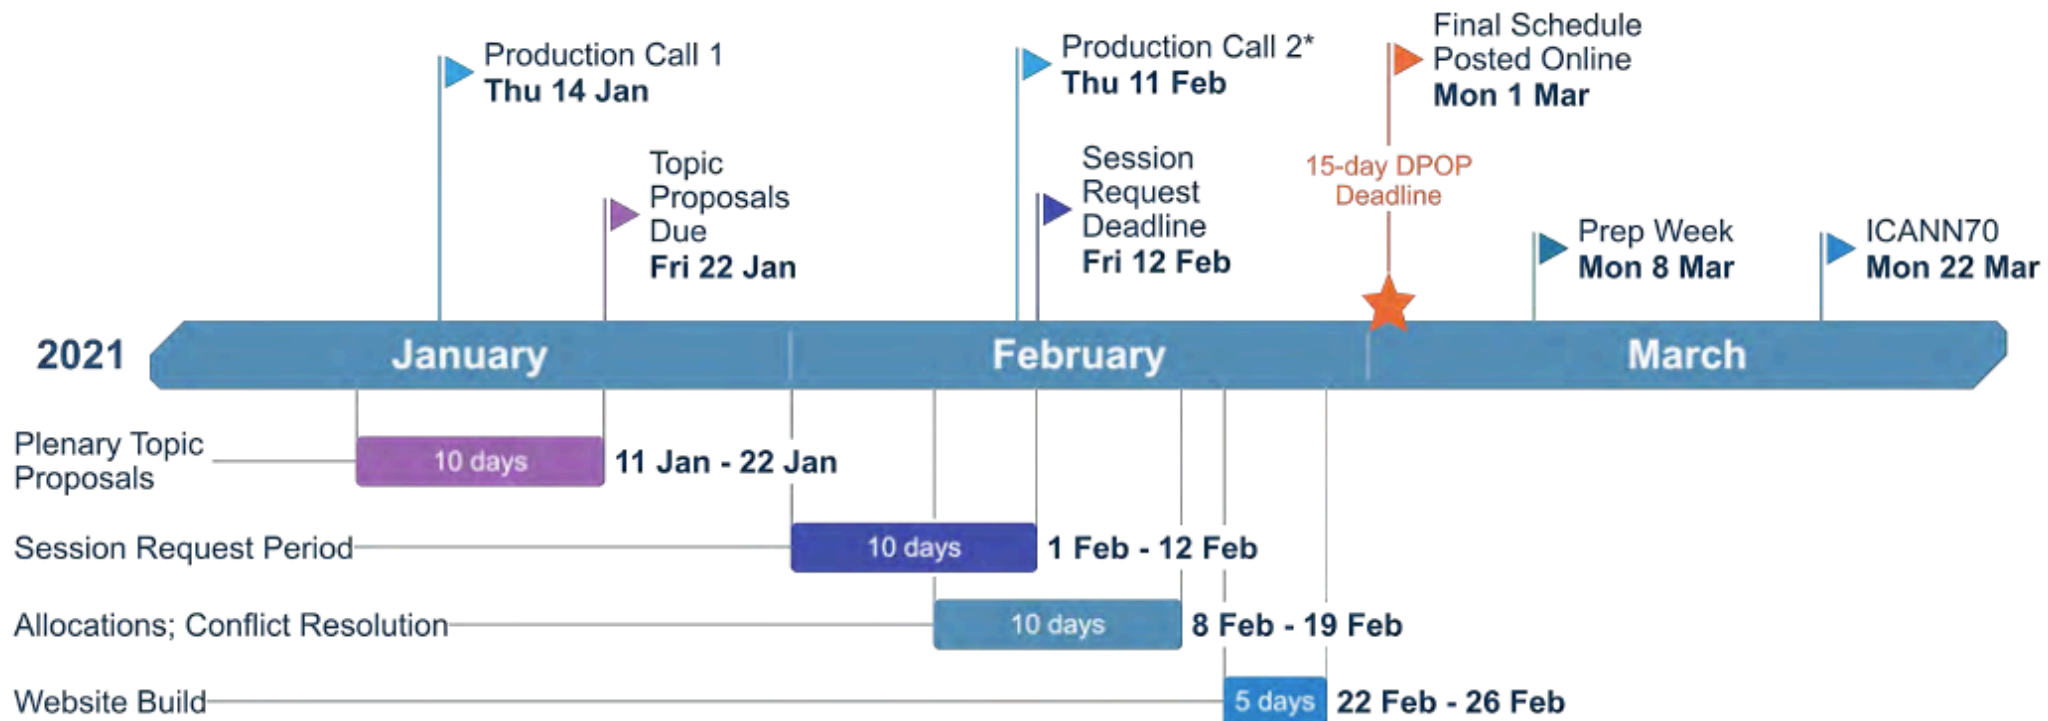 Production Call 1
Thu 14 Jan
Topic
Proposals
Due
Fri 22 Jan
Production Call 2*
Thu 11 Feb
Session
Request
Deadline
Fri 12 Feb
Final Schedule
Posted Online
Mon 1 Mar
15-day DPOP
Deadline
Prep Week
Mon 8 Mar
ICANN70
Mon 22 Mar
2021
January
February
March
Plenary Topic
Proposals
10 days
11 Jan - 22 Jan
Session Request Period
10 days
1 Feb - 12 Feb
Allocations; Conflict Resolution
10 days
8 Feb - 19 Feb
Website Build
5 days
22 Feb - 26 Feb